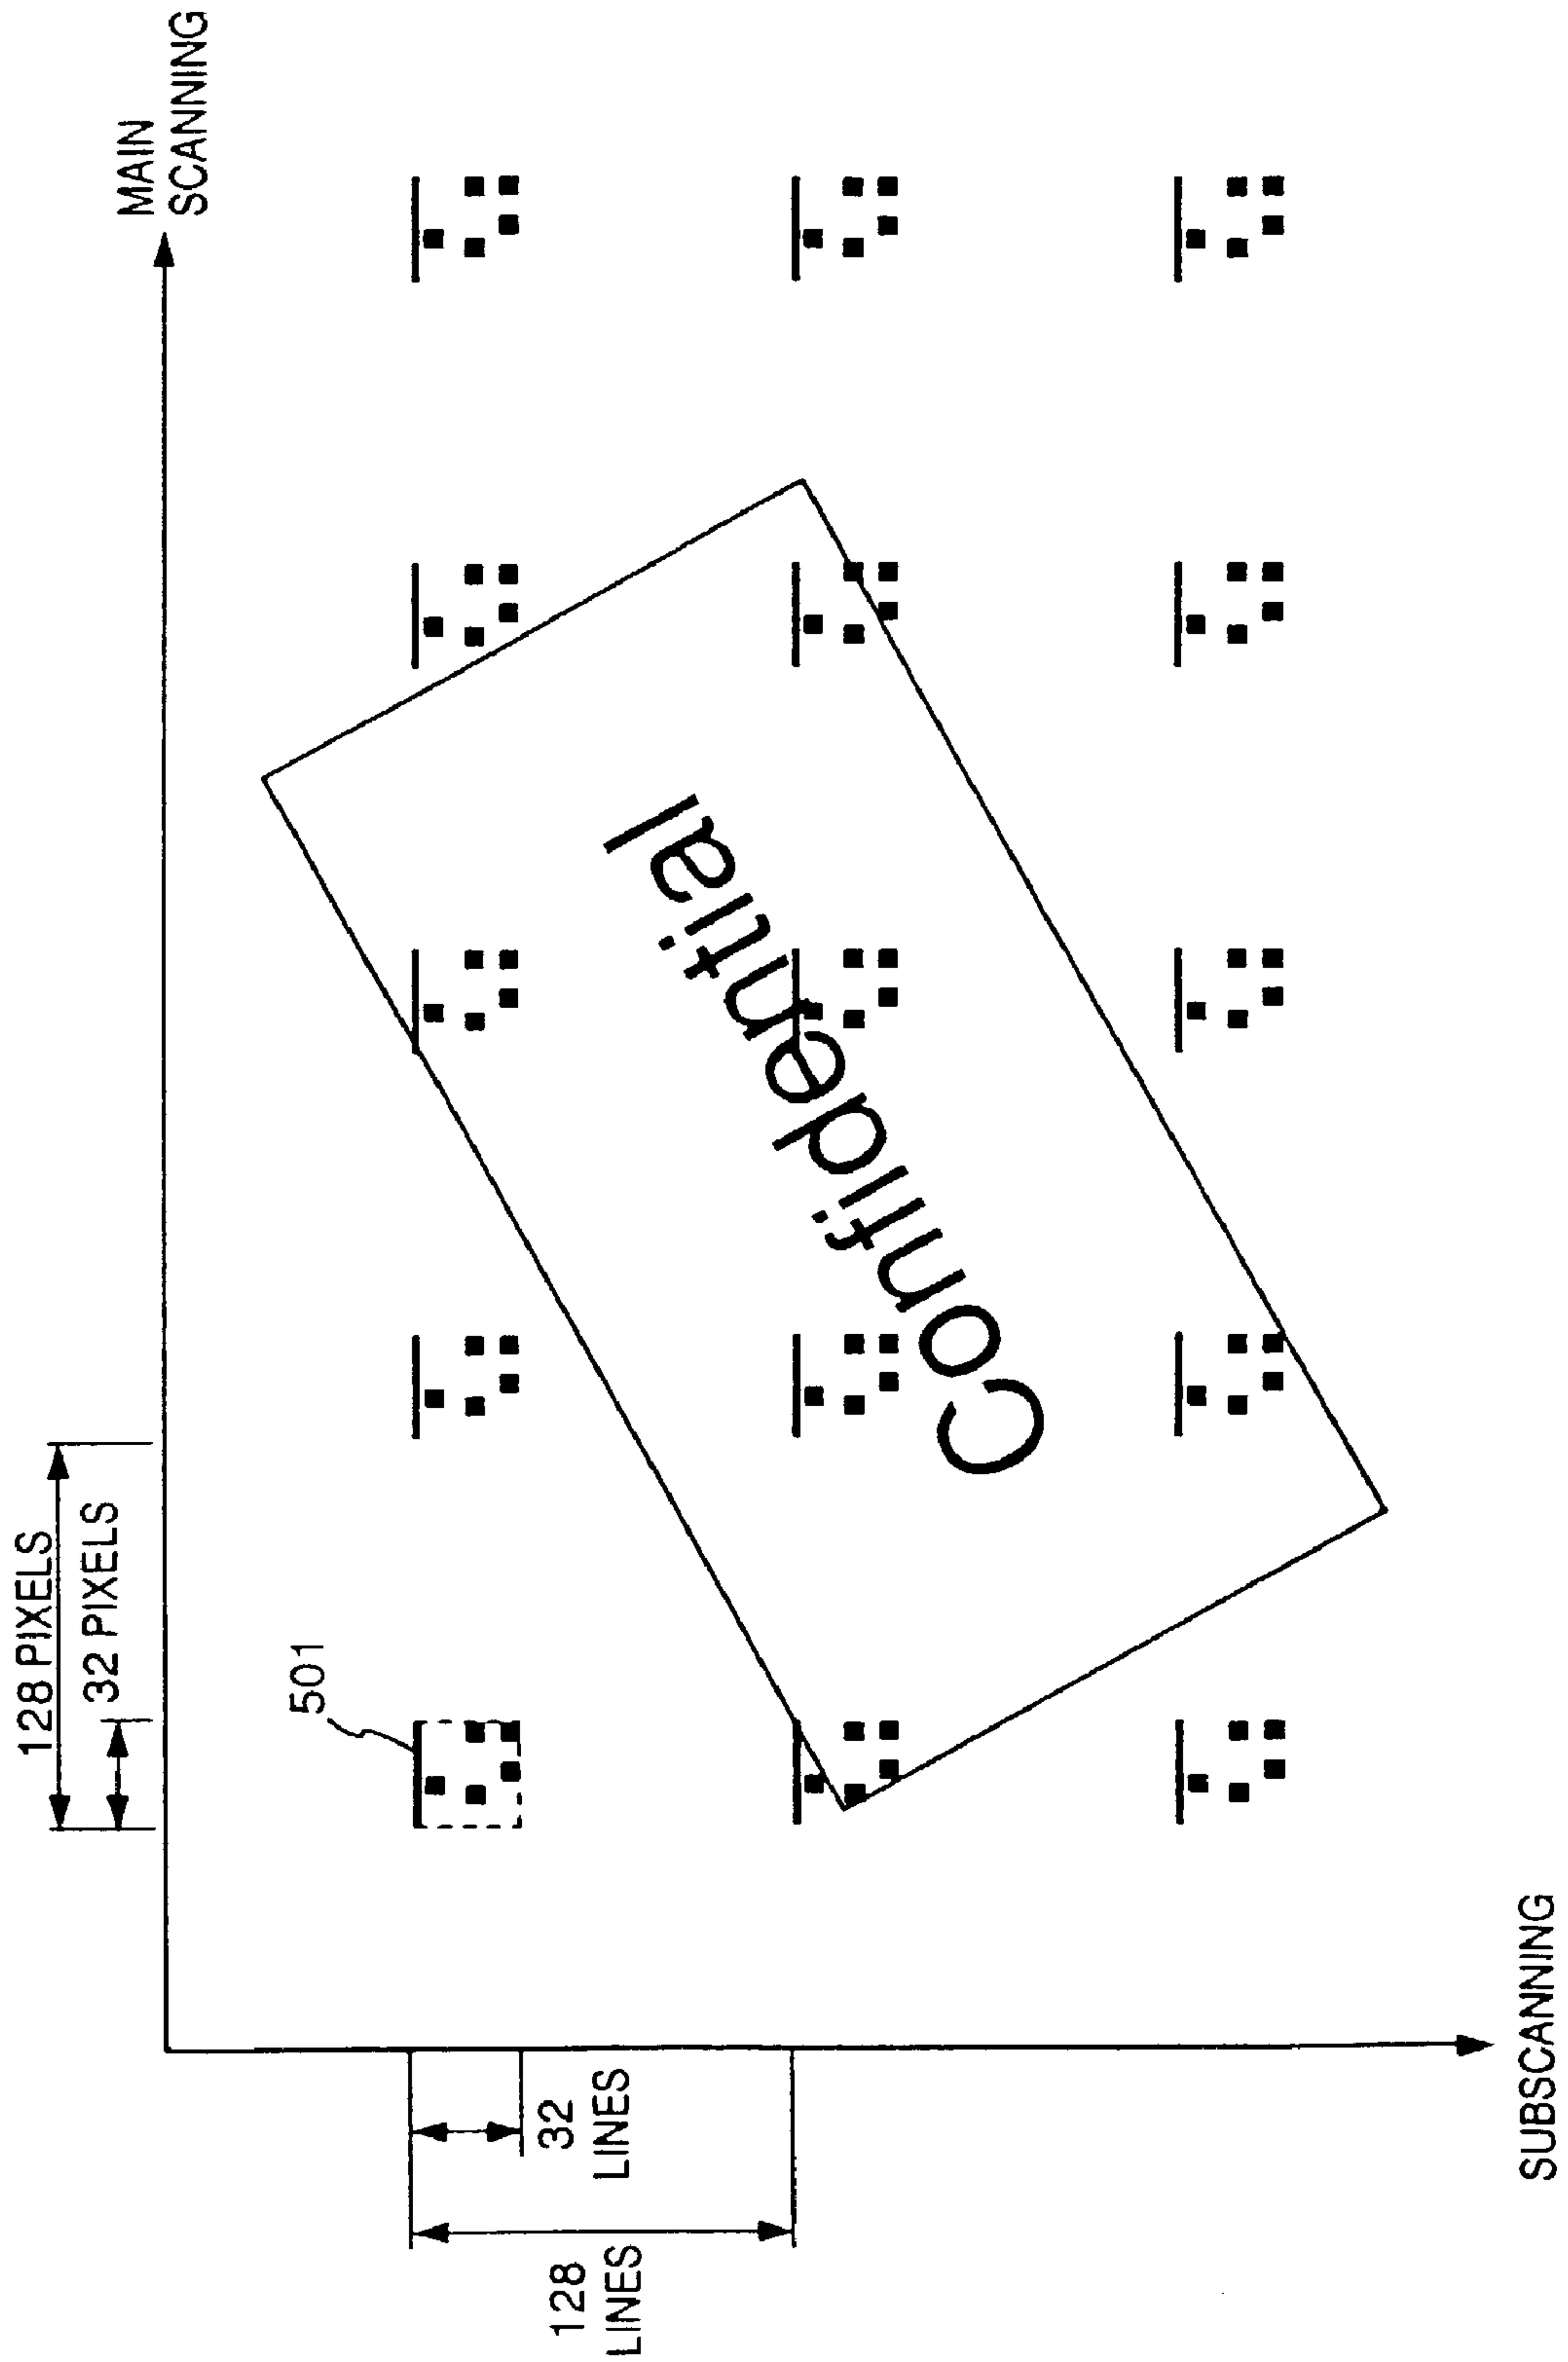 MAIN
SCANNING
128 PIXELS
32 PIXELS
501
Confidential
32
LINES
128
LINES
SUBSCANNING